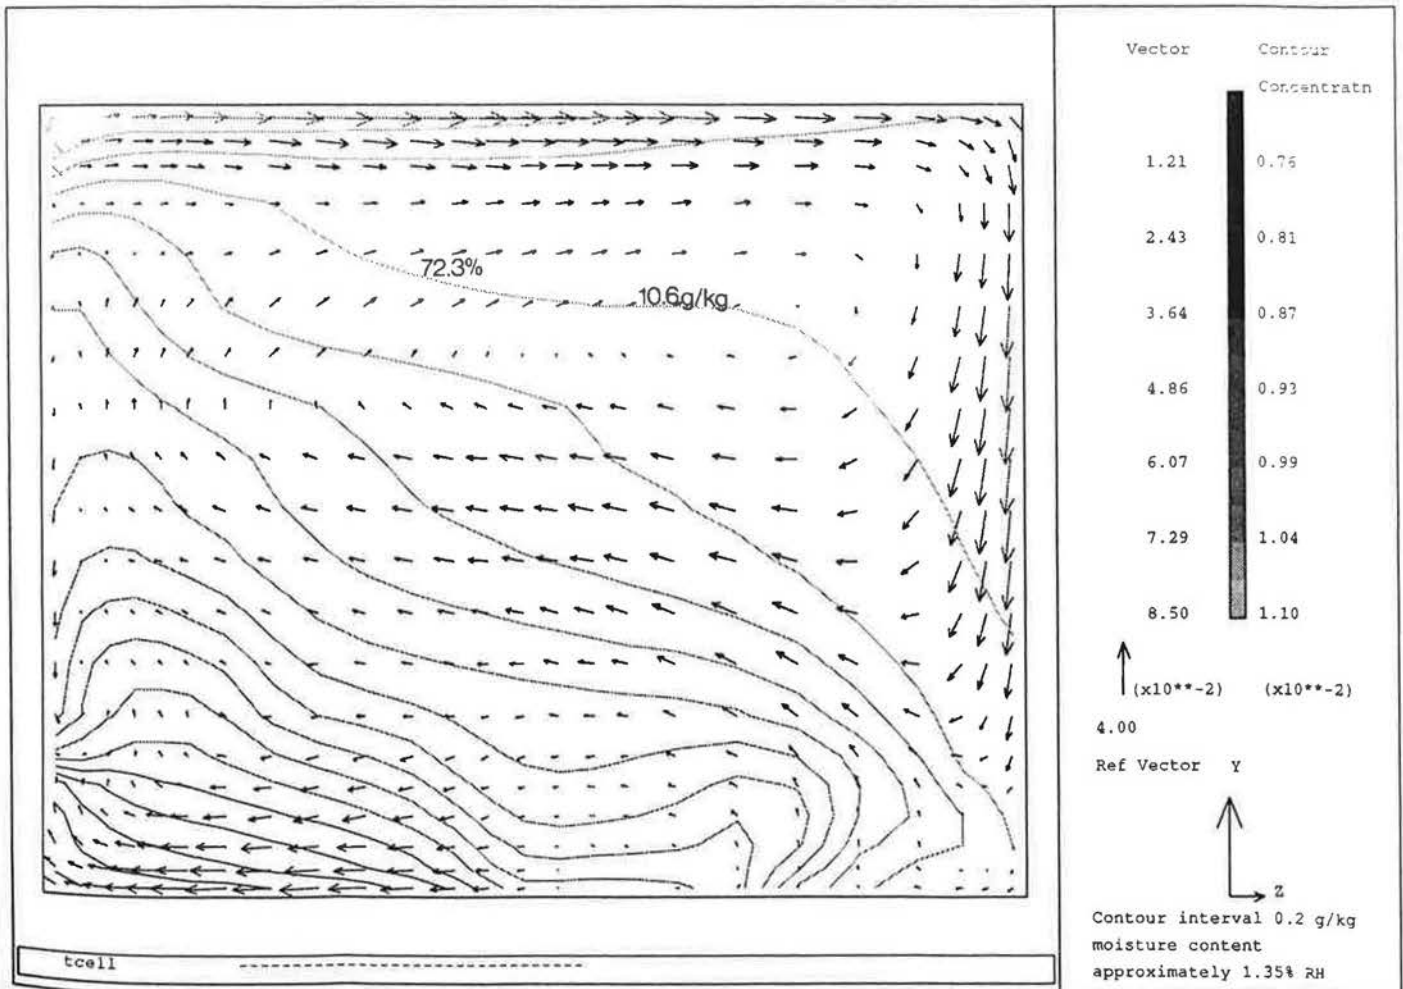 Vector Contour
Concentratn
1.21 0.76
2.43 0.81
3.64 0.87
4.86 0.93
6.07 0.99
7.29 1.04
8.50 1.10
(x10**-2) (x10**-2)
4.00
Ref Vector Y
Z
Contour interval 0.2 g/kg
moisture content
approximately 1.35% RH
72.3%
10.6g/kg
tcell